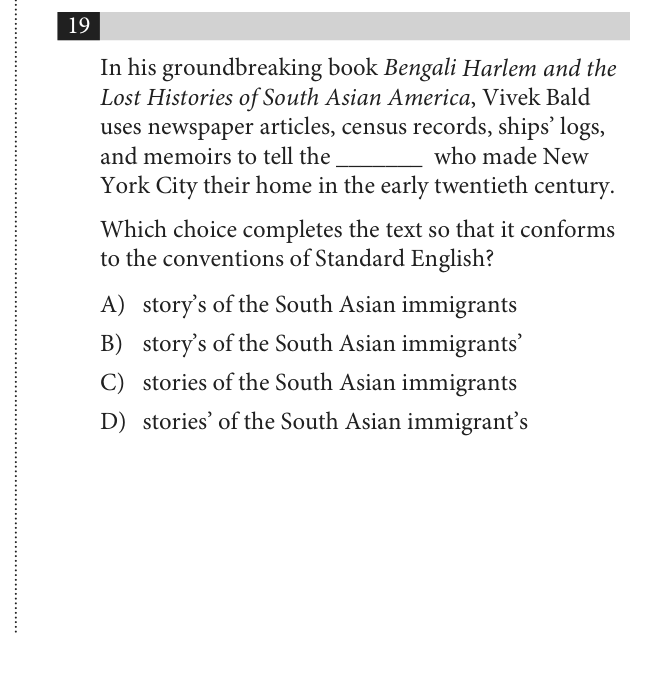 19
In his groundbreaking book Bengali Harlem and the
Lost Histories of South Asian America, Vivek Bald
uses newspaper articles, census records, ships’ logs,
and memoirs to tell the _______ who made New
York City their home in the early twentieth century.
Which choice completes the text so that it conforms
to the conventions of Standard English?
A) story’s of the South Asian immigrants
B) story’s of the South Asian immigrants’
C) stories of the South Asian immigrants
D) stories’ of the South Asian immigrant’s